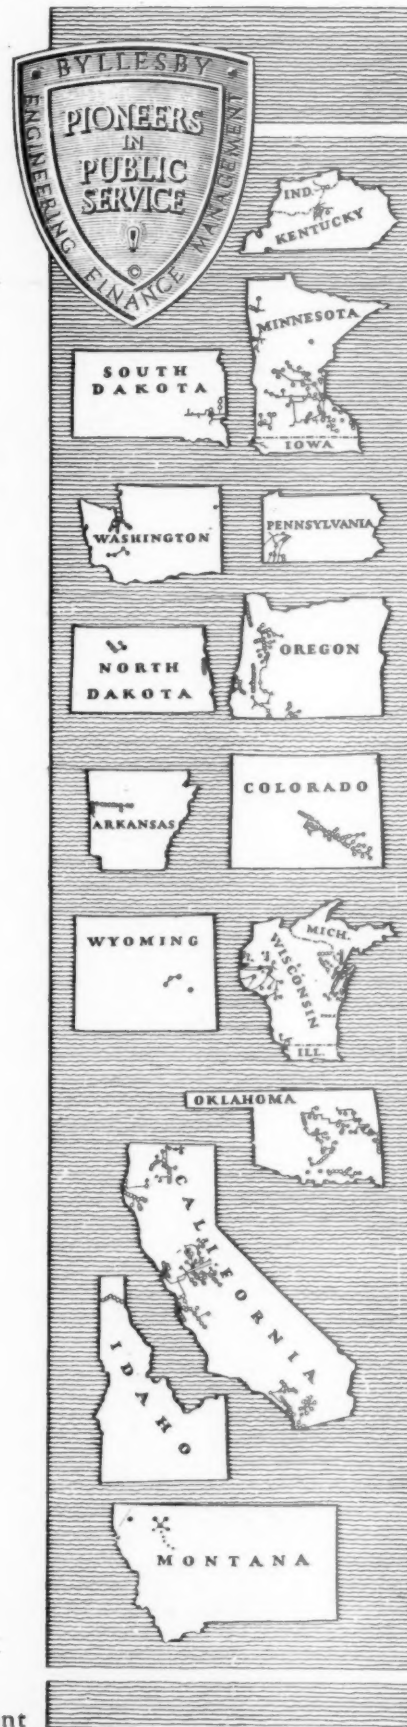 BYLLESBY
ENGINEERING FINANCE MANAGEMENT
PIONEERS
IN
PUBLIC
SERVICE
©
IND.
KENTUCKY
MINNESOTA
IOWA
SOUTH
DAKOTA
WASHINGTON
PENNSYLVANIA
NORTH
DAKOTA
OREGON
ARKANSAS
COLORADO
WYOMING
MICH.
WISCONSIN
ILL.
OKLAHOMA
CALIFORNIA
IDAHO
MONTANA
nt